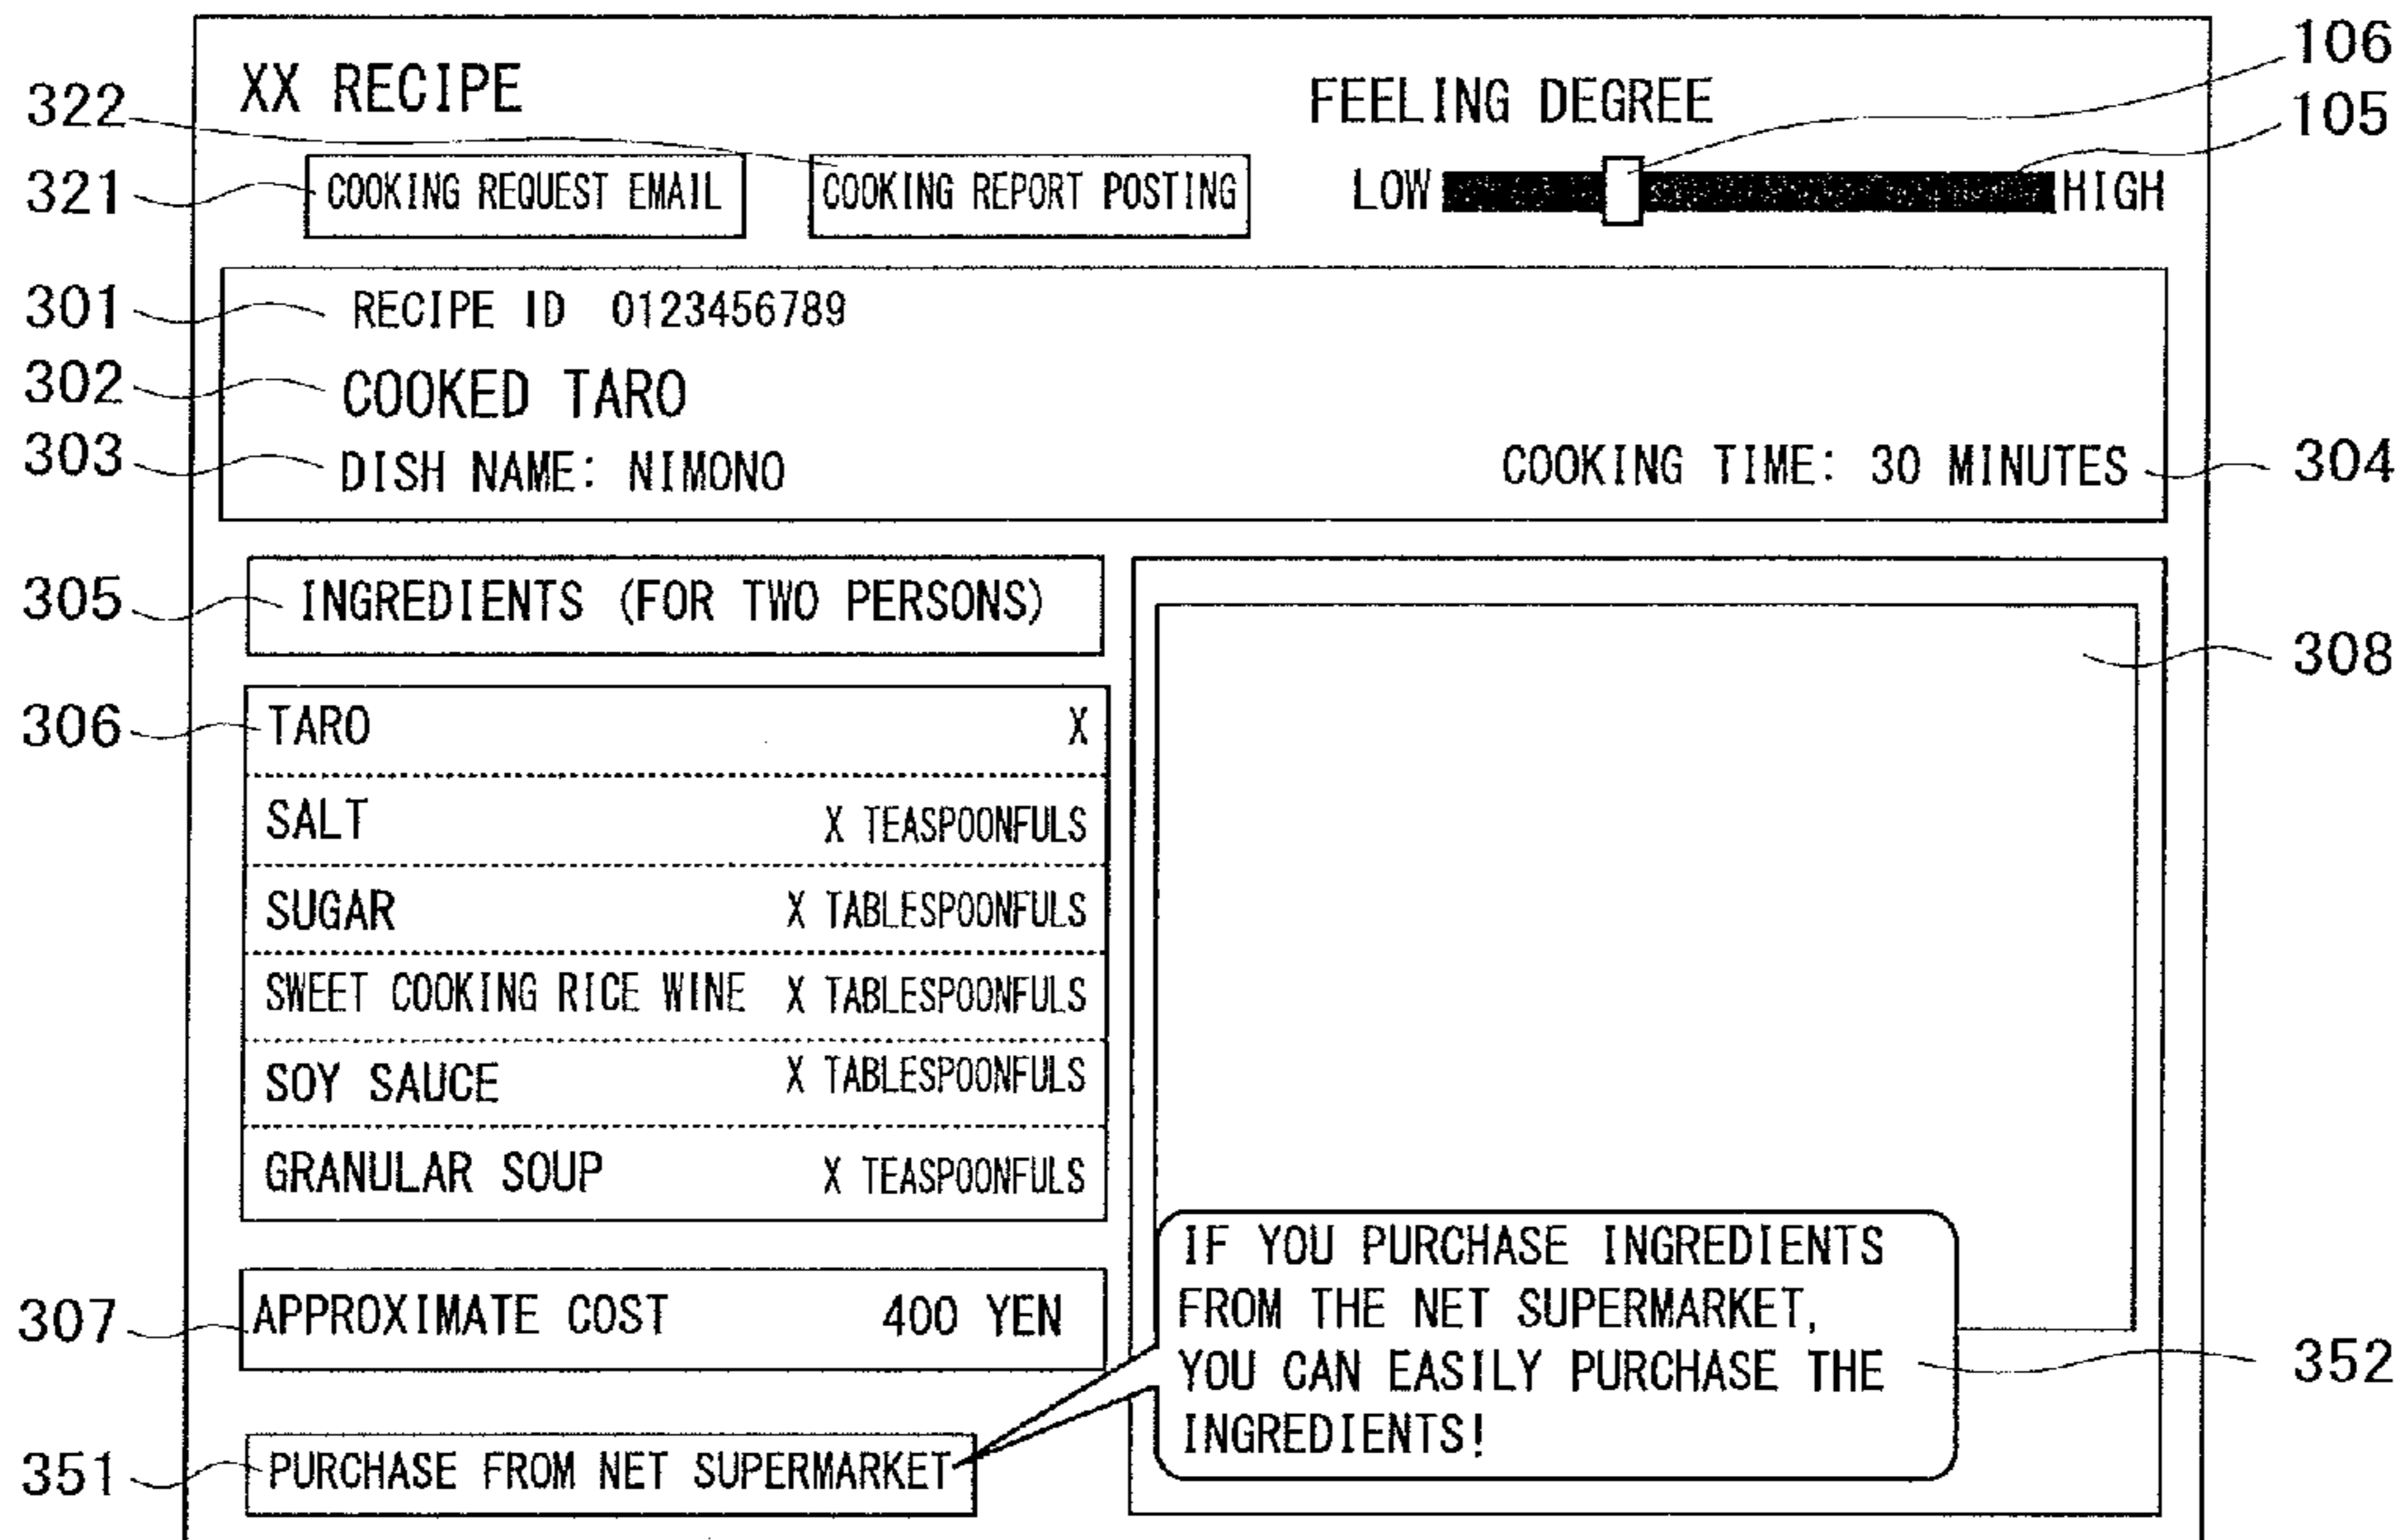 XX RECIPE
FEELING DEGREE
106
105
322
321
COOKING REQUEST EMAIL
COOKING REPORT POSTING
LOW
HIGH
301
RECIPE ID 0123456789
302
COOKED TARO
303
DISH NAME: NIMONO
COOKING TIME: 30 MINUTES
304
305
INGREDIENTS (FOR TWO PERSONS)
308
306
TARO X
SALT X TEASPOONFULS
SUGAR X TABLESPOONFULS
SWEET COOKING RICE WINE X TABLESPOONFULS
SOY SAUCE X TABLESPOONFULS
GRANULAR SOUP X TEASPOONFULS
307
APPROXIMATE COST 400 YEN
IF YOU PURCHASE INGREDIENTS
FROM THE NET SUPERMARKET,
YOU CAN EASILY PURCHASE THE
INGREDIENTS!
352
351
PURCHASE FROM NET SUPERMARKET